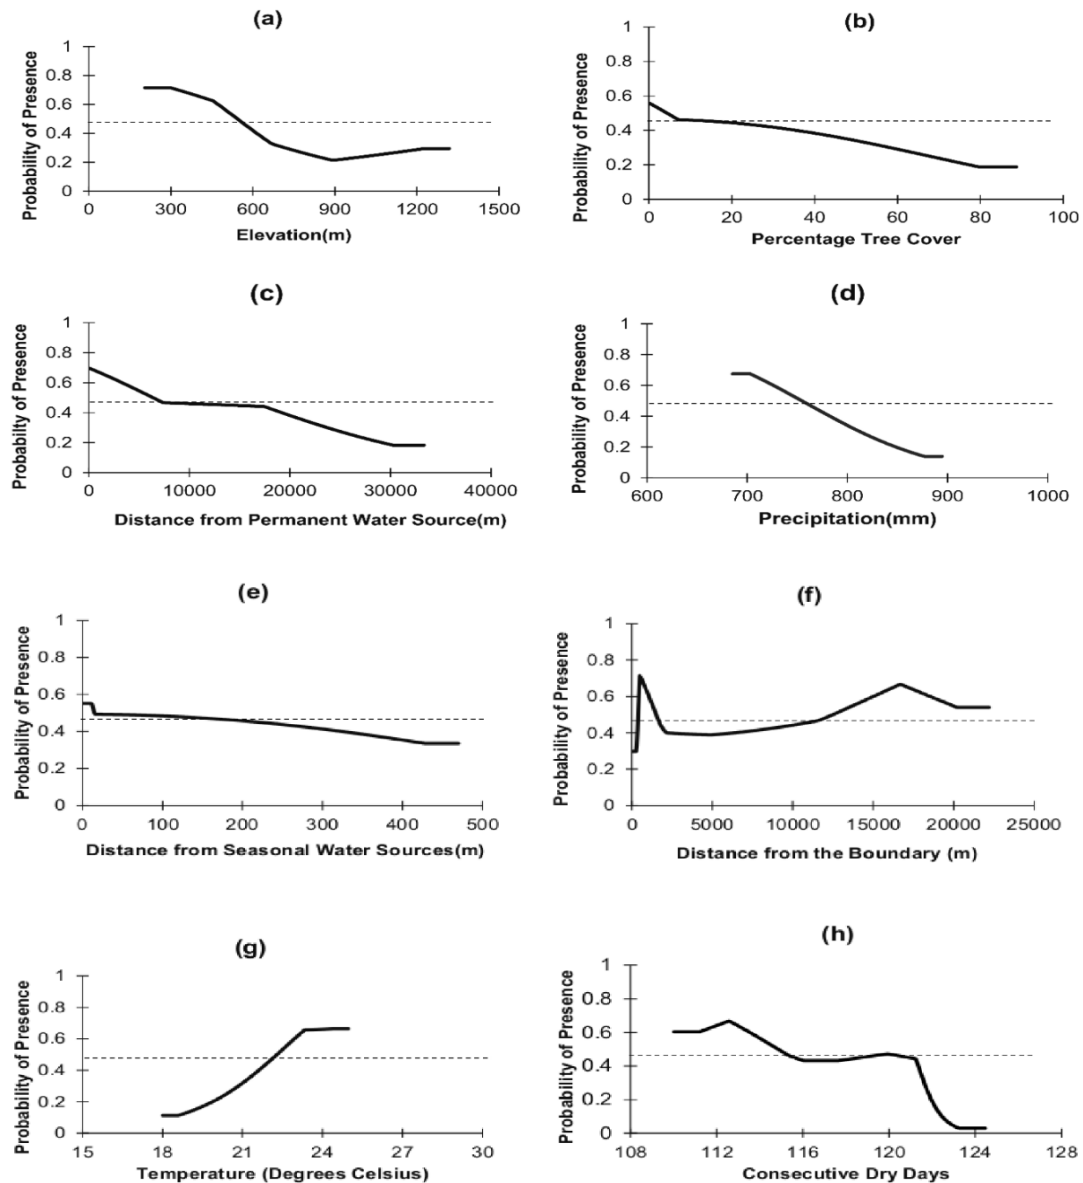 (a)
Probability of Presence
1
0.8
0.6
0.4
0.2
0
0 300 600 900 1200 1500
Elevation(m)
(b)
Probability of Presence
1
0.8
0.6
0.4
0.2
0
0 20 40 60 80 100
Percentage Tree Cover
(c)
Probabilty of Presence
1
0.8
0.6
0.4
0.2
0
0 10000 20000 30000 40000
Distance from Permanent Water Source(m)
(d)
Probability of Presence
1
0.8
0.6
0.4
0.2
0
600 700 800 900 1000
Precipitation(mm)
(e)
Probability of Presence
1
0.8
0.6
0.4
0.2
0
0 100 200 300 400 500
Distance from Seasonal Water Sources(m)
(f)
Probability of Presence
1
0.8
0.6
0.4
0.2
0
0 5000 10000 15000 20000 25000
Distance from the Boundary (m)
(g)
Probability of Presence
1
0.8
0.6
0.4
0.2
0
15 18 21 24 27 30
Temperature (Degrees Celsius)
(h)
Probability of Presence
1
0.8
0.6
0.4
0.2
0
108 112 116 120 124 128
Consecutive Dry Days